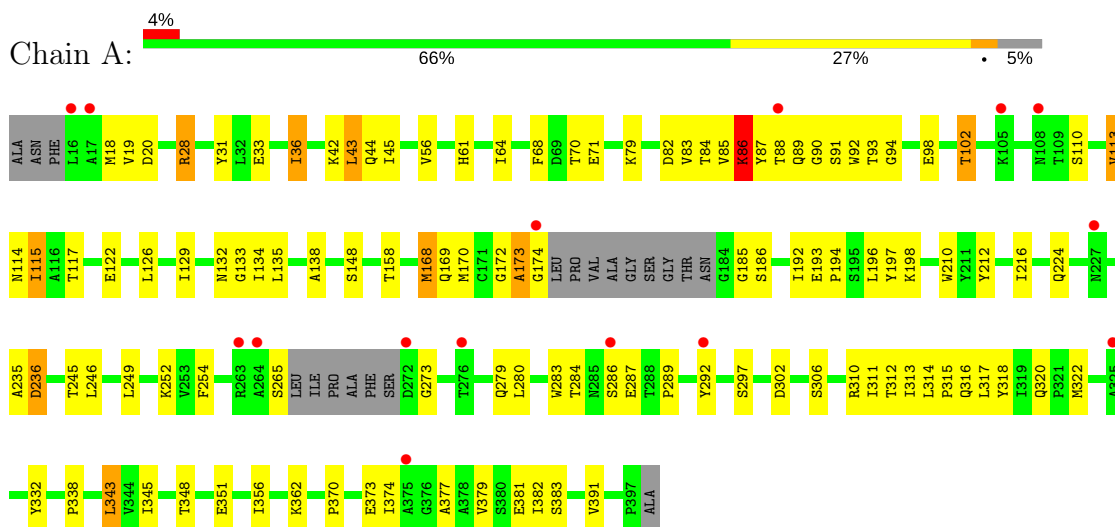 4%
Chain A:
66% 27% • 5%
ALA ASN PHE L16 A17 M18 V19 D20 R28 Y31 L32 E33 I36 K42 L43 Q44 I45 V56 H61 I64 F68 D69 T70 E71 K79 D82 V83 T84 V85 K86 Y87 T88 Q89 G90 S91 W92 T93 G94 E98 T102 K105 N108 T109 S110
N114 I115 A116 T117 E122 L126 I129 N132 G133 I134 L135 A138 S148 T158 M168 Q169 M170 C171 G172 A173 G174 LEU PRO VAL ALA GLY SER GLY THR ASN G184 G185 S186 I192 E193 P194 S195 L196 Y197 K198 W210 Y211 Y212 I216 Q224 N227
A235 D236 T245 L246 L249 K252 V253 F254 R263 A264 S265 LEU ILE PRO ALA PHE SER D272 G273 T276 Q279 L280 W283 T284 N285 S286 E287 T288 P289 Y292 S297 D302 S306 R310 I311 T312 I313 L314 P315 Q316 L317 Y318 I319 Q320 P321 M322
Y332 P338 L343 V344 I345 T348 E351 I356 K362 P370 E373 I374 A375 G376 A377 A378 V379 S380 E381 I382 S383 V391 P397 ALA